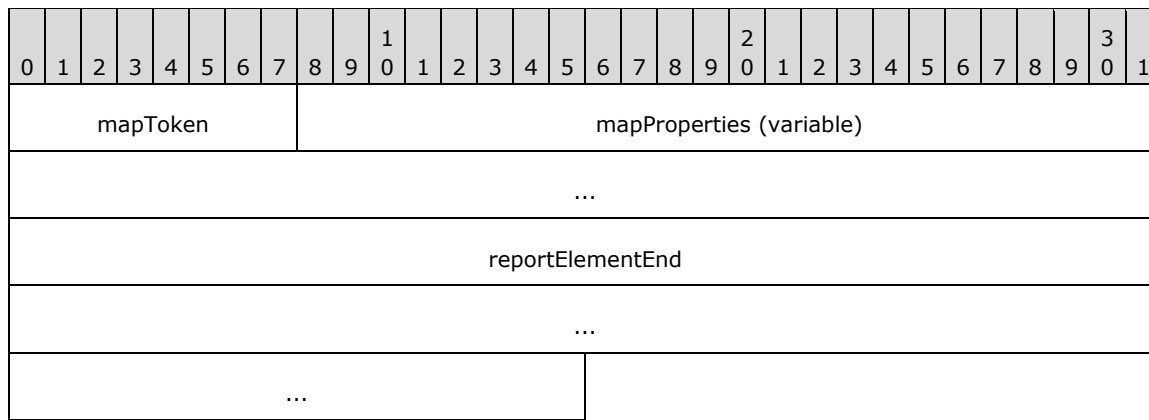 1 2 3
0 1 2 3 4 5 6 7 8 9 0 1 2 3 4 5 6 7 8 9 0 1 2 3 4 5 6 7 8 9 0 1
mapToken mapProperties (variable)
...
reportElementEnd
...
...